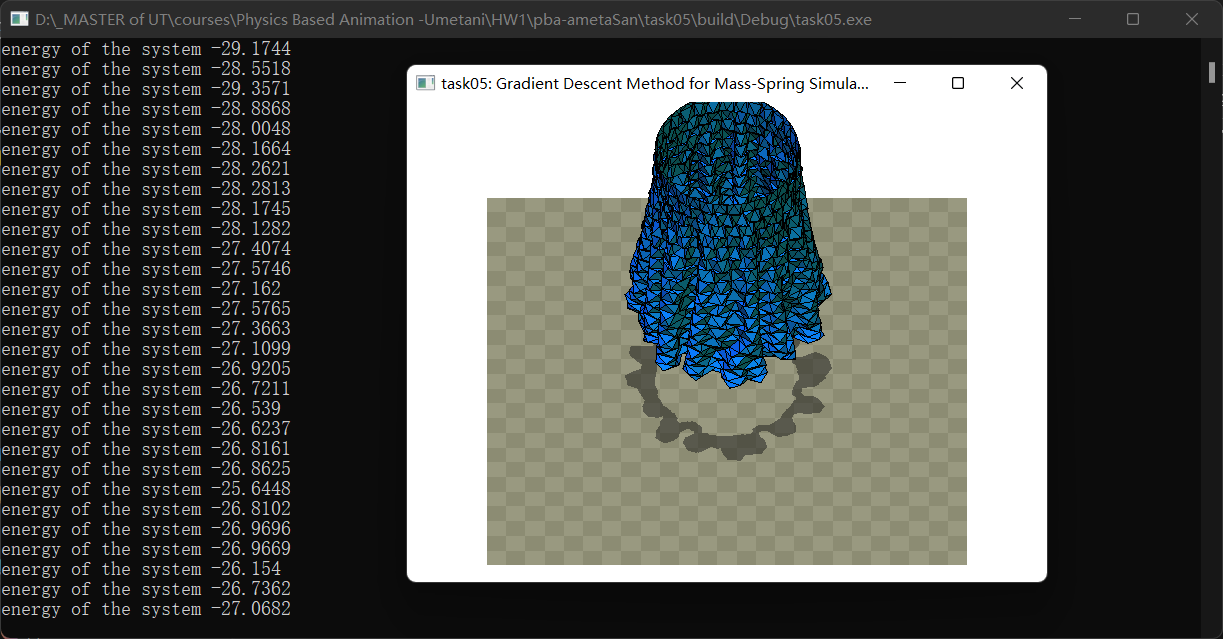 D:\_MASTER of UT\courses\Physics Based Animation -Umetani\HW1\pba-ametaSan\task05\build\Debug\task05.exe
energy of the system -29.1744
energy of the system -28.5518
energy of the system -29.3571
energy of the system -28.8868
energy of the system -28.0048
energy of the system -28.1664
energy of the system -28.2621
energy of the system -28.2813
energy of the system -28.1745
energy of the system -28.1282
energy of the system -27.4074
energy of the system -27.5746
energy of the system -27.162
energy of the system -27.5765
energy of the system -27.3663
energy of the system -27.1099
energy of the system -26.9205
energy of the system -26.7211
energy of the system -26.539
energy of the system -26.6237
energy of the system -26.8161
energy of the system -26.8625
energy of the system -25.6448
energy of the system -26.8102
energy of the system -26.9696
energy of the system -26.9669
energy of the system -26.154
energy of the system -26.7362
energy of the system -27.0682
task05: Gradient Descent Method for Mass-Spring Simula...